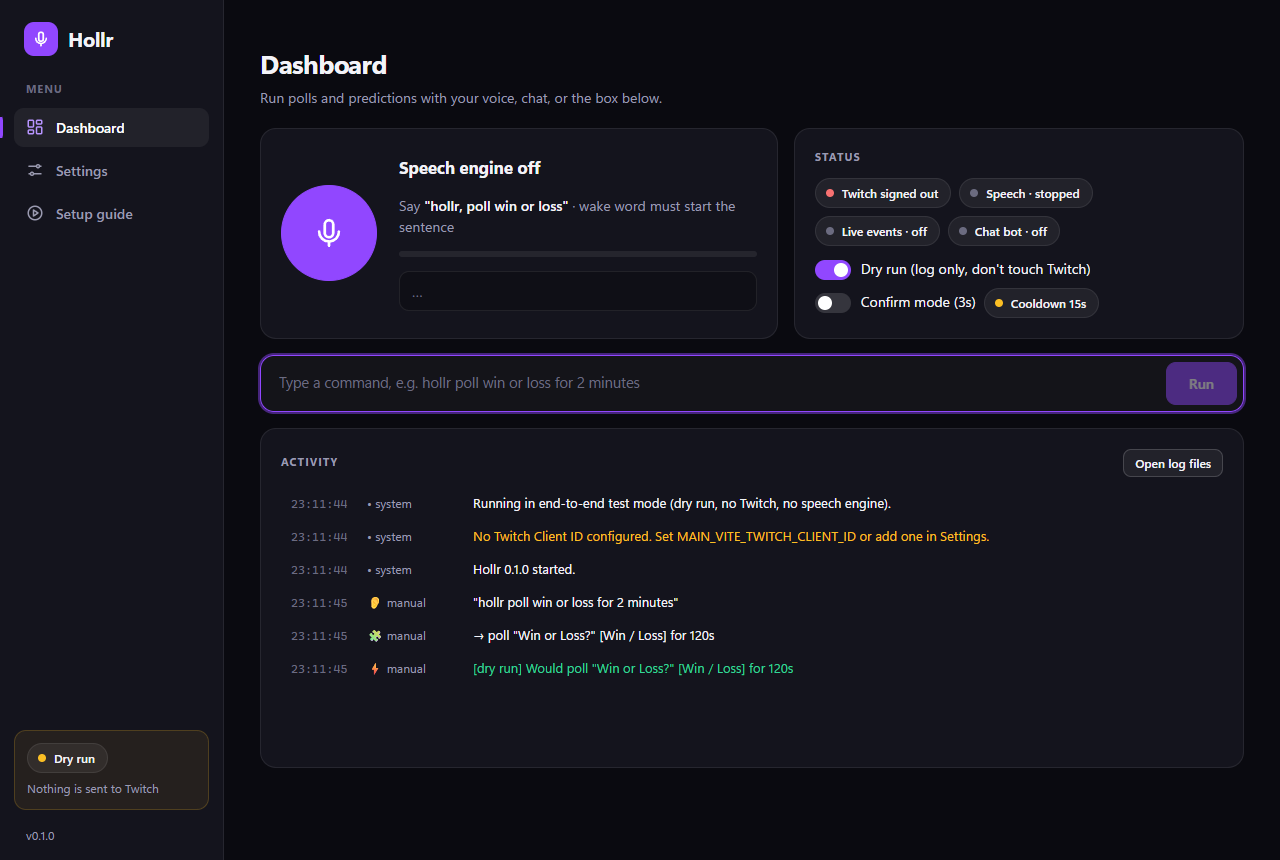 Hollr
MENU
Dashboard
Settings
Setup guide
Dry run
Nothing is sent to Twitch
v0.1.0
Dashboard
Run polls and predictions with your voice, chat, or the box below.
Speech engine off
Say "hollr, poll win or loss" · wake word must start the
sentence
...
STATUS
Twitch signed out
Speech · stopped
Live events · off
Chat bot · off
Dry run (log only, don't touch Twitch)
Confirm mode (3s)
Cooldown 15s
Type a command, e.g. hollr poll win or loss for 2 minutes
Run
ACTIVITY
Open log files
23:11:44 • system Running in end-to-end test mode (dry run, no Twitch, no speech engine).
23:11:44 • system No Twitch Client ID configured. Set MAIN_VITE_TWITCH_CLIENT_ID or add one in Settings.
23:11:44 • system Hollr 0.1.0 started.
23:11:45 👂 manual "hollr poll win or loss for 2 minutes"
23:11:45 🧩 manual → poll "Win or Loss?" [Win / Loss] for 120s
23:11:45 ⚡ manual [dry run] Would poll "Win or Loss?" [Win / Loss] for 120s